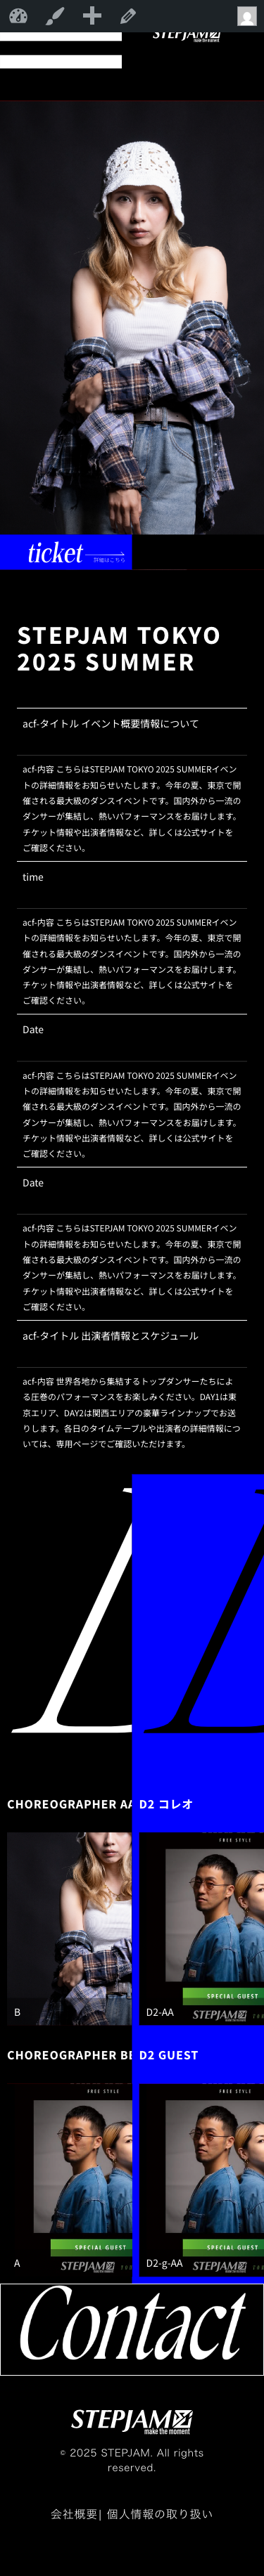 STEPJAM
make the moment
ticket
詳細はこちら
STEPJAM TOKYO
2025 SUMMER
acf-タイトル イベント概要情報について
acf-内容 こちらはSTEPJAM TOKYO 2025 SUMMERイベン
トの詳細情報をお知らせいたします。今年の夏、東京で開
催される最大級のダンスイベントです。国内外から一流の
ダンサーが集結し、熱いパフォーマンスをお届けします。
チケット情報や出演者情報など、詳しくは公式サイトを
ご確認ください。
time
acf-内容 こちらはSTEPJAM TOKYO 2025 SUMMERイベン
トの詳細情報をお知らせいたします。今年の夏、東京で開
催される最大級のダンスイベントです。国内外から一流の
ダンサーが集結し、熱いパフォーマンスをお届けします。
チケット情報や出演者情報など、詳しくは公式サイトを
ご確認ください。
Date
acf-内容 こちらはSTEPJAM TOKYO 2025 SUMMERイベン
トの詳細情報をお知らせいたします。今年の夏、東京で開
催される最大級のダンスイベントです。国内外から一流の
ダンサーが集結し、熱いパフォーマンスをお届けします。
チケット情報や出演者情報など、詳しくは公式サイトを
ご確認ください。
Date
acf-内容 こちらはSTEPJAM TOKYO 2025 SUMMERイベン
トの詳細情報をお知らせいたします。今年の夏、東京で開
催される最大級のダンスイベントです。国内外から一流の
ダンサーが集結し、熱いパフォーマンスをお届けします。
チケット情報や出演者情報など、詳しくは公式サイトを
ご確認ください。
acf-タイトル 出演者情報とスケジュール
acf-内容 世界各地から集結するトップダンサーたちによ
る圧巻のパフォーマンスをお楽しみください。DAY1は東
京エリア、DAY2は関西エリアの豪華ラインナップでお送
りします。各日のタイムテーブルや出演者の詳細情報につ
いては、専用ページでご確認いただけます。
CHOREOGRAPHER AA
D2 コレオ
B
FREE STYLE
SPECIAL GUEST
STEPJAM
D2-AA
CHOREOGRAPHER BB
D2 GUEST
FREE STYLE
SPECIAL GUEST
STEPJAM
A
FREE STYLE
SPECIAL GUEST
STEPJAM
D2-g-AA
Contact
STEPJAM
make the moment
© 2025 STEPJAM. All rights
reserved.
会社概要| 個人情報の取り扱い